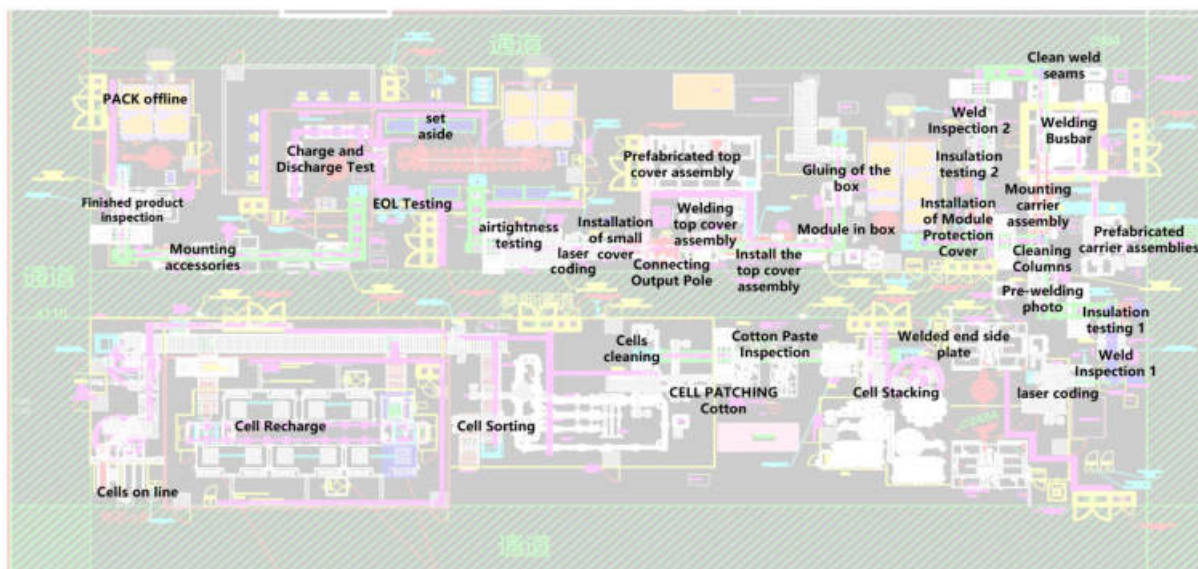 通道
Clean weld
seams
PACK offline
set
aside
Weld
Inspection 2
Welding
Busbar
Charge and
Discharge Test
Prefabricated top
cover assembly
Gluing of the
box
Insulation
testing 2
Finished product
inspection
EOL Testing
airtightness
testing
Installation
of small
cover
Welding
top cover
assembly
Module in box
Installation
of Module
Protection
Cover
Mounting
carrier
assembly
Prefabricated
carrier assemblies
Mounting
accessories
laser
coding
Connecting
Output Pole
Install the
top cover
assembly
Cleaning
Columns
通道
Pre-welding
photo
Insulation
testing 1
Cells
cleaning
Cotton Paste
Inspection
Welded end side
plate
Weld
Inspection 1
CELL PATCHING
Cotton
Cell Stacking
laser coding
Cell Recharge
Cell Sorting
Cells on line
通道